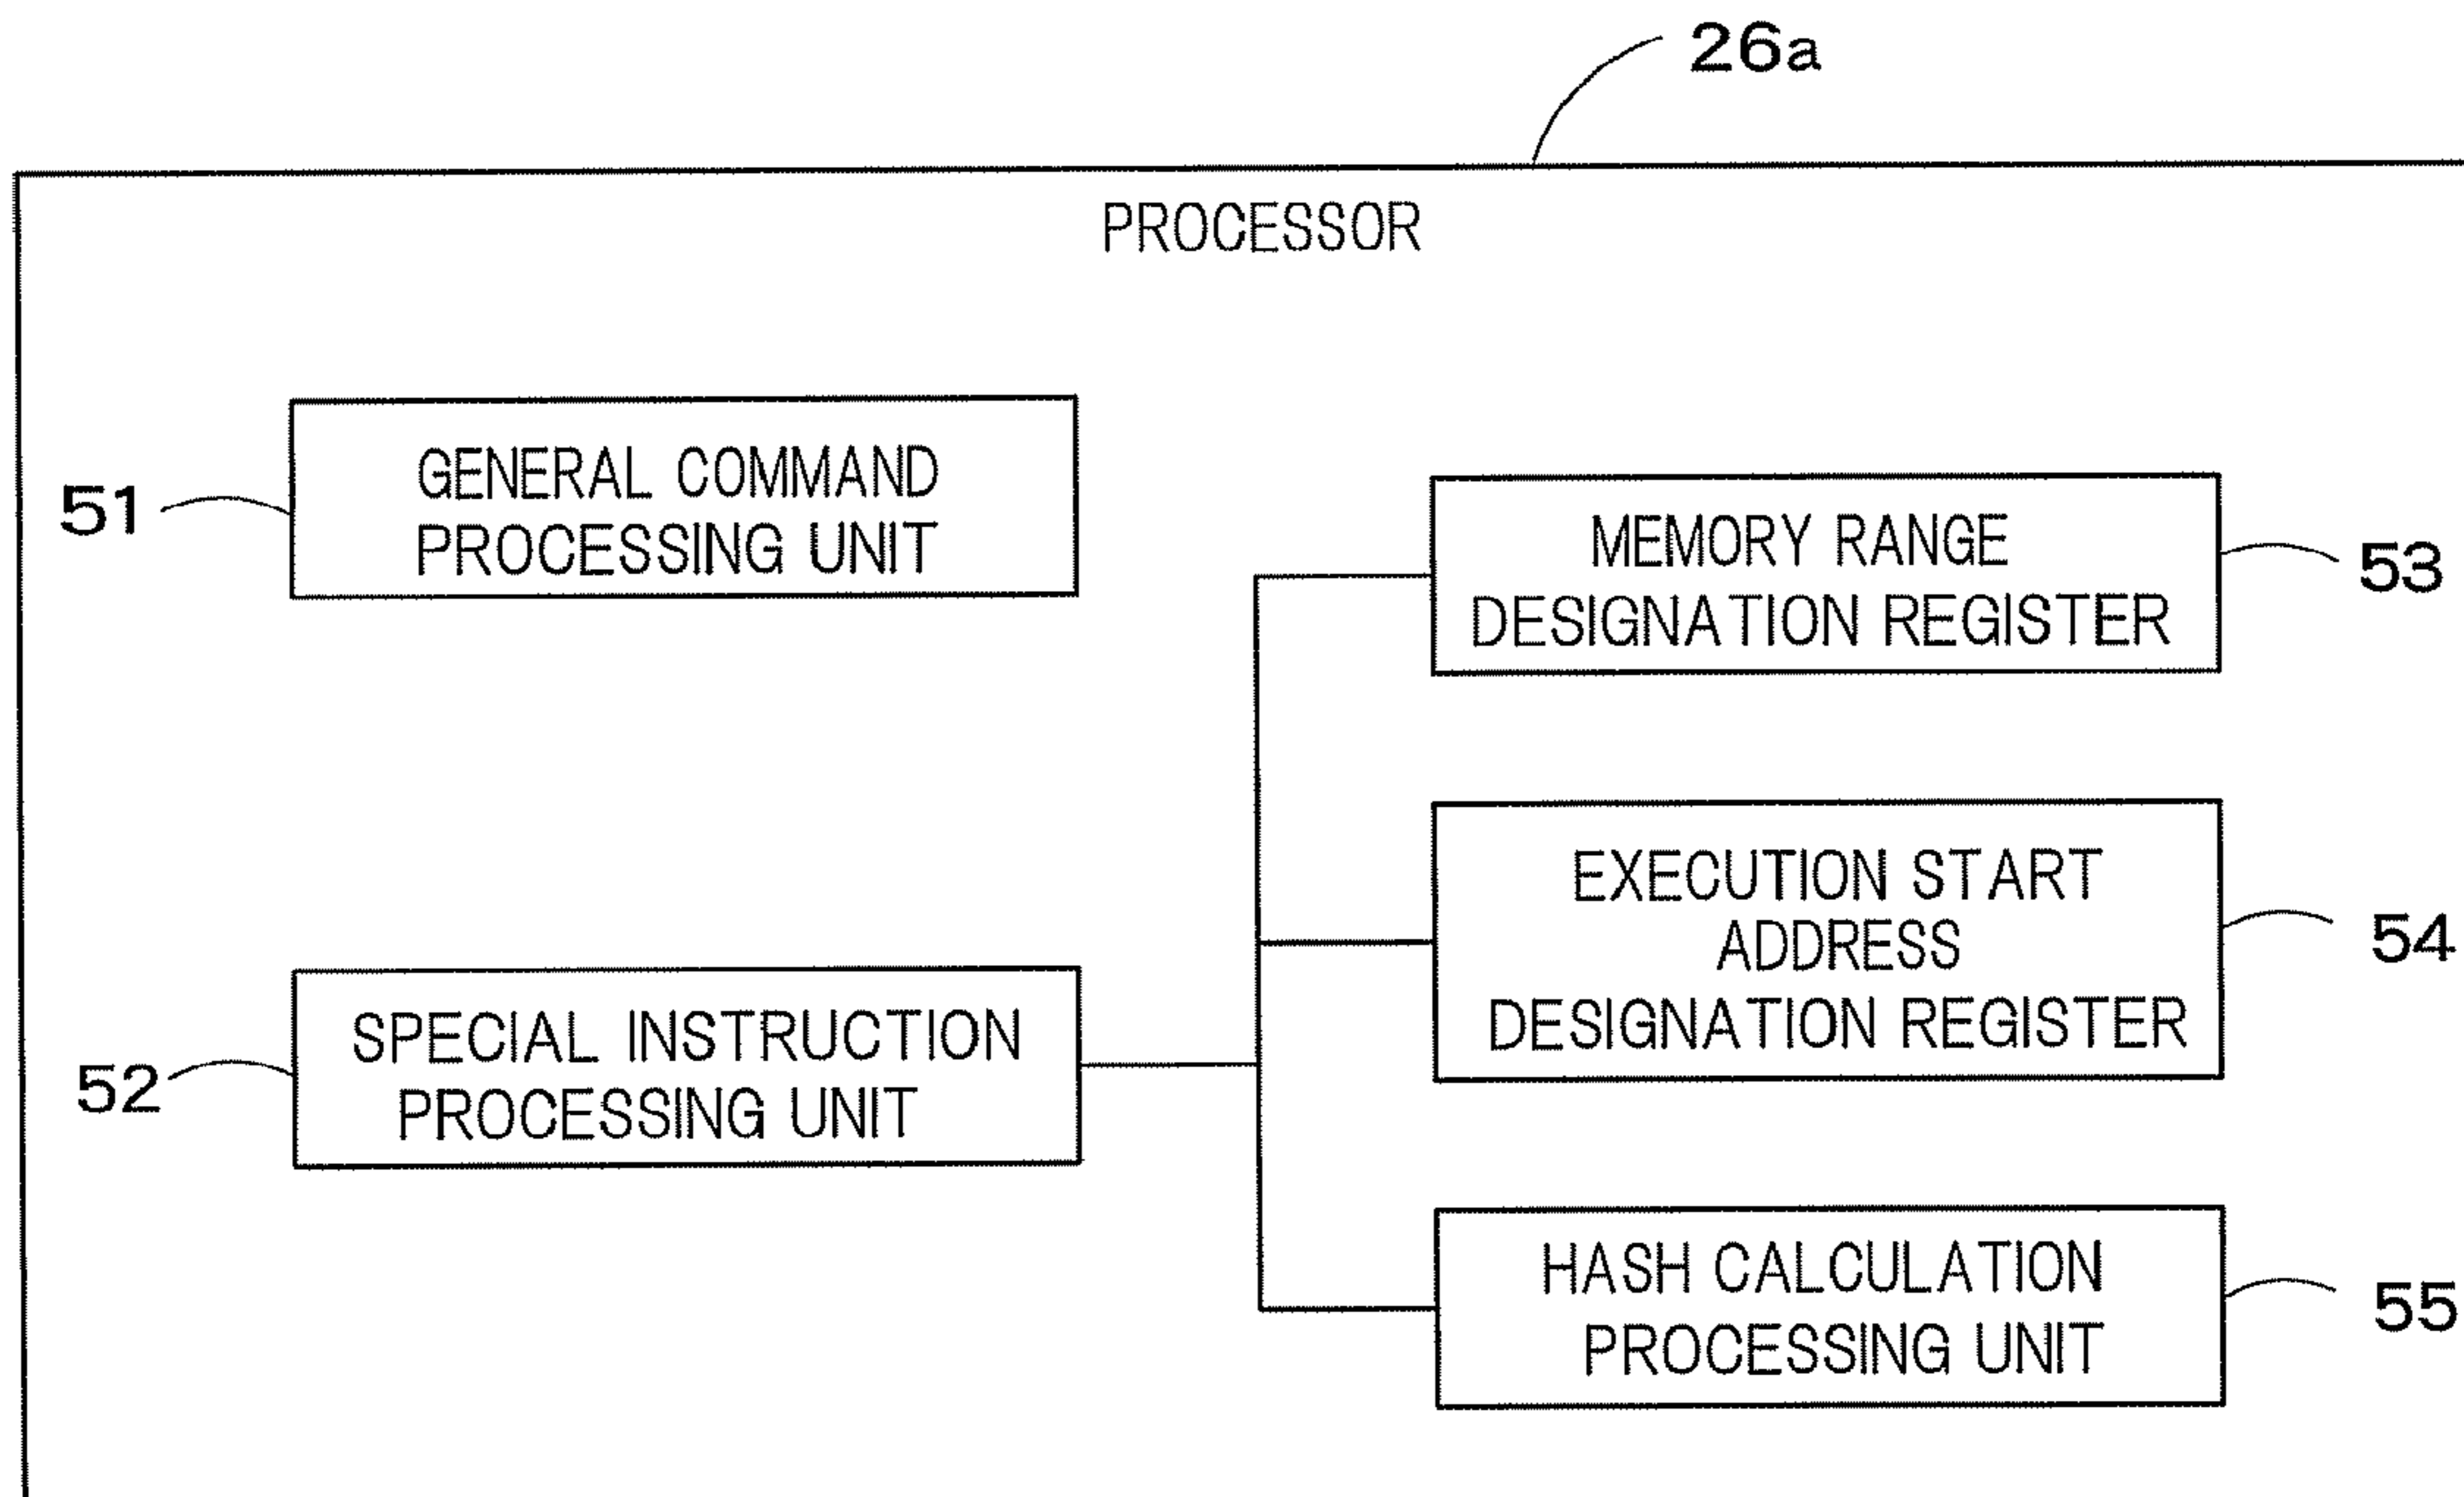 26a
PROCESSOR
51
GENERAL COMMAND
PROCESSING UNIT
MEMORY RANGE
DESIGNATION REGISTER
53
EXECUTION START
ADDRESS
DESIGNATION REGISTER
54
52
SPECIAL INSTRUCTION
PROCESSING UNIT
HASH CALCULATION
PROCESSING UNIT
55